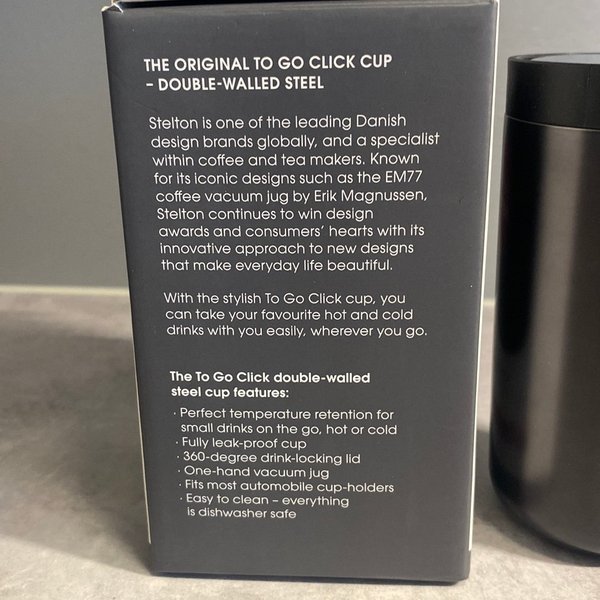 THE ORIGINAL TO GO CLICK CUP
– DOUBLE-WALLED STEEL
Stelton is one of the leading Danish
design brands globally, and a specialist
within coffee and tea makers. Known
for its iconic designs such as the EM77
coffee vacuum jug by Erik Magnussen,
Stelton continues to win design
awards and consumers’ hearts with its
innovative approach to new designs
that make everyday life beautiful.
With the stylish To Go Click cup, you
can take your favourite hot and cold
drinks with you easily, wherever you go.
The To Go Click double-walled
steel cup features:
· Perfect temperature retention for
small drinks on the go, hot or cold
· Fully leak-proof cup
· 360-degree drink-locking lid
· One-hand vacuum jug
· Fits most automobile cup-holders
· Easy to clean – everything
is dishwasher safe